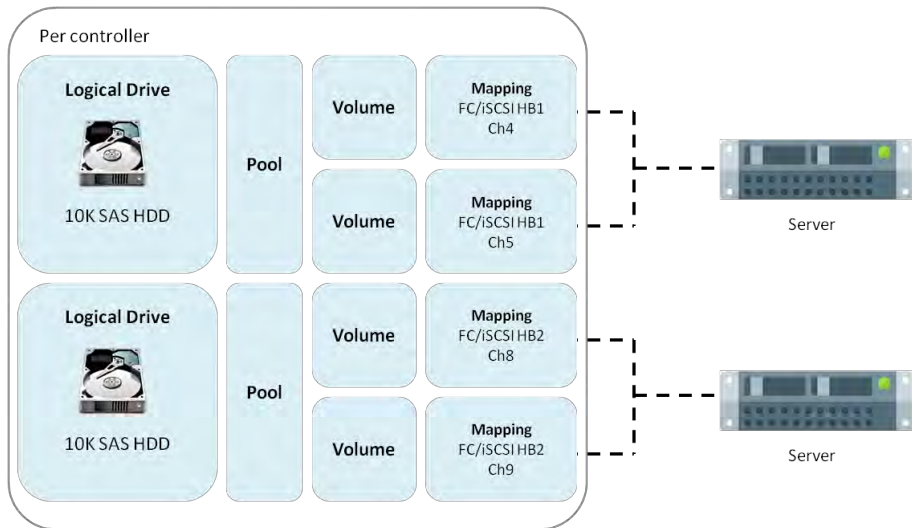 Per controller
Logical Drive
10K SAS HDD
Pool
Volume
Mapping
FC/iSCSI HB1
Ch4
Volume
Mapping
FC/iSCSI HB1
Ch5
Server
Logical Drive
10K SAS HDD
Pool
Volume
Mapping
FC/iSCSI HB2
Ch8
Volume
Mapping
FC/iSCSI HB2
Ch9
Server